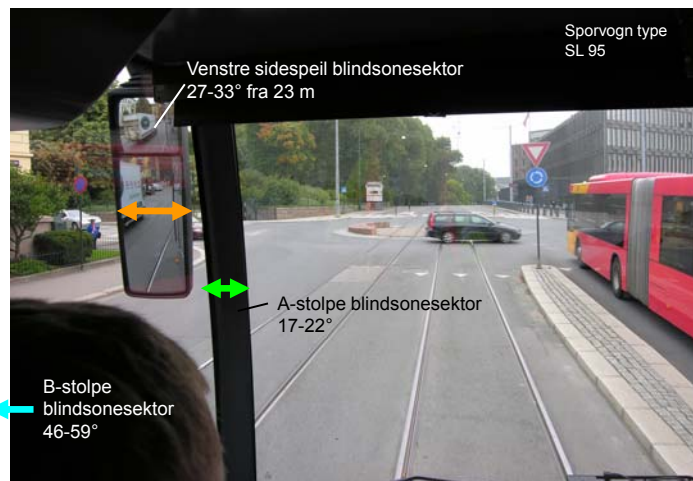 Sporvogn type
SL 95
Venstre sidespeil blindsonesektor
27-33° fra 23 m
A-stolpe blindsonesektor
17-22°
B-stolpe
blindsonesektor
46-59°